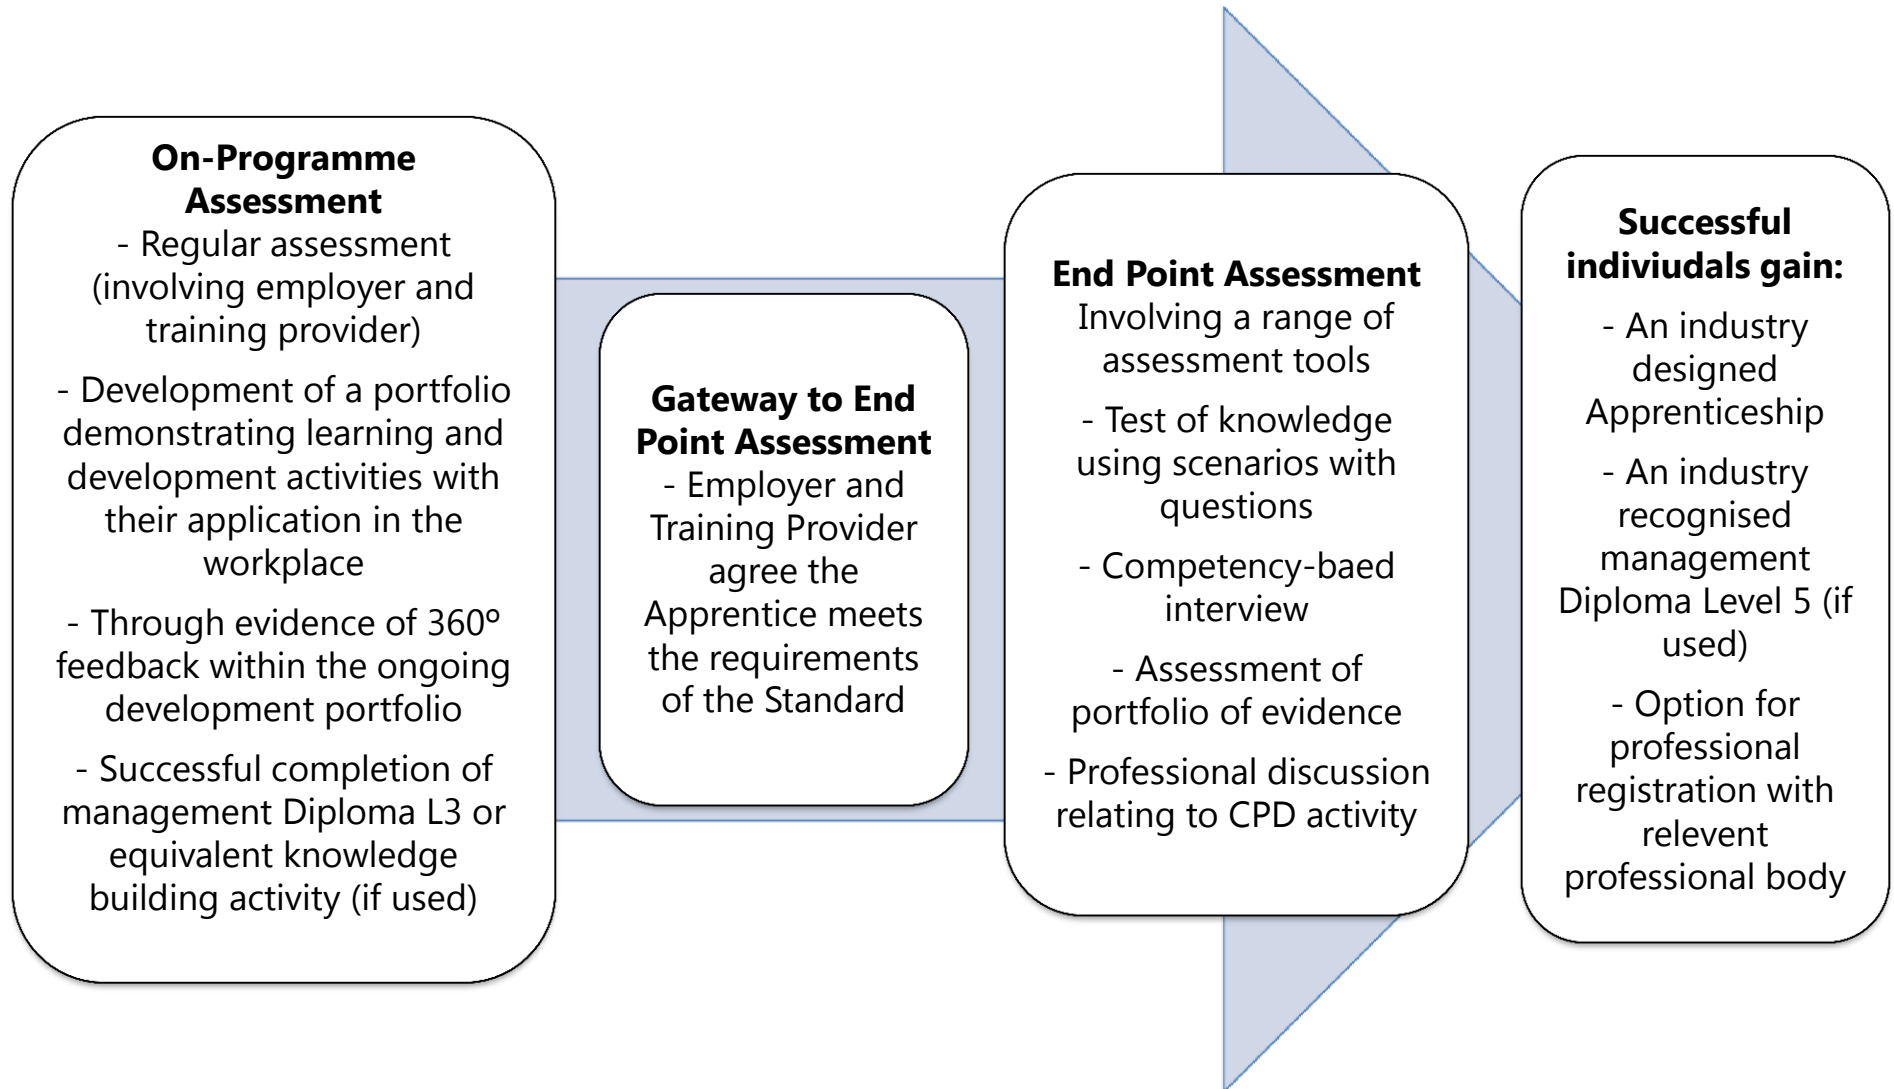 On-Programme
Assessment
- Regular assessment
(involving employer and
training provider)
- Development of a portfolio
demonstrating learning and
development activities with
their application in the
workplace
- Through evidence of 360º
feedback within the ongoing
development portfolio
- Successful completion of
management Diploma L3 or
equivalent knowledge
building activity (if used)
Gateway to End
Point Assessment
- Employer and
Training Provider
agree the
Apprentice meets
the requirements
of the Standard
End Point Assessment
Involving a range of
assessment tools
- Test of knowledge
using scenarios with
questions
- Competency-baed
interview
- Assessment of
portfolio of evidence
- Professional discussion
relating to CPD activity
Successful
indiviudals gain:
- An industry
designed
Apprenticeship
- An industry
recognised
management
Diploma Level 5 (if
used)
- Option for
professional
registration with
relevent
professional body